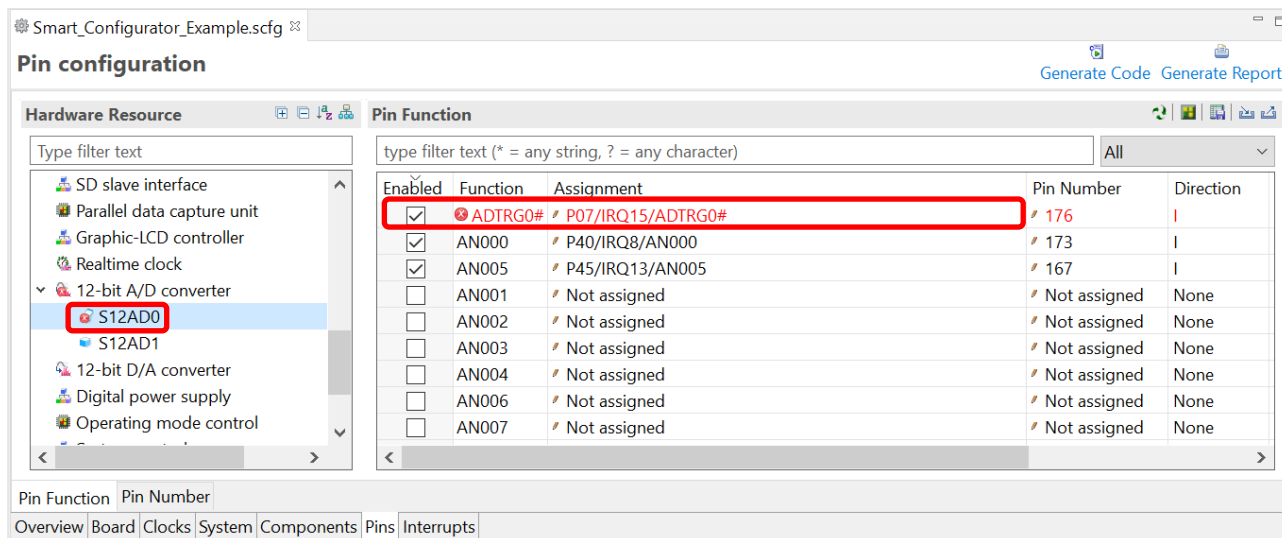 Smart_Configurator_Example.scfg
Pin configuration
Generate Code Generate Report
Hardware Resource
Pin Function
Type filter text
type filter text (* = any string, ? = any character)
All
SD slave interface
Parallel data capture unit
Graphic-LCD controller
Realtime clock
12-bit A/D converter
S12AD0
S12AD1
12-bit D/A converter
Digital power supply
Operating mode control
Enabled Function Assignment Pin Number Direction
ADTRG0# P07/IRQ15/ADTRG0# 176 I
AN000 P40/IRQ8/AN000 173 I
AN005 P45/IRQ13/AN005 167 I
AN001 Not assigned Not assigned None
AN002 Not assigned Not assigned None
AN003 Not assigned Not assigned None
AN004 Not assigned Not assigned None
AN006 Not assigned Not assigned None
AN007 Not assigned Not assigned None
Pin Function Pin Number
Overview Board Clocks System Components Pins Interrupts